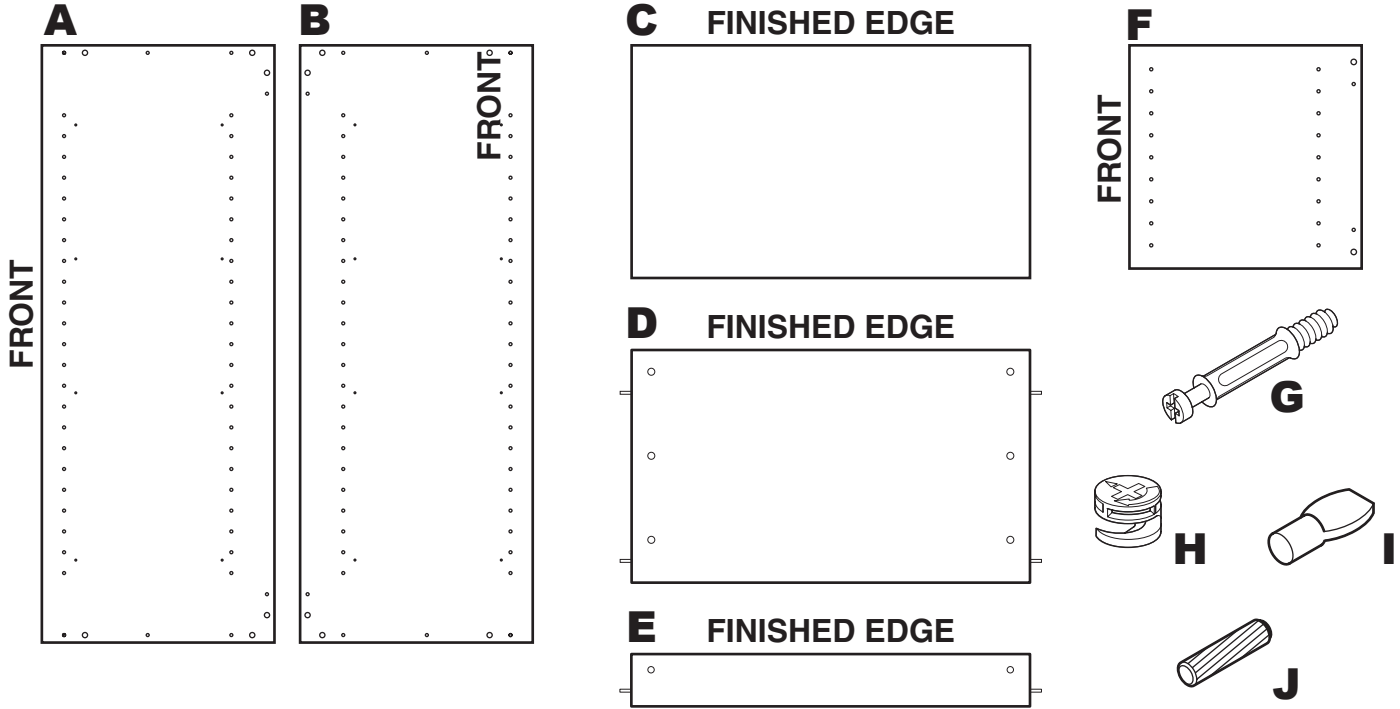 A
B
C FINISHED EDGE
F
FRONT
FRONT
FRONT
D FINISHED EDGE
G
H
I
E FINISHED EDGE
J